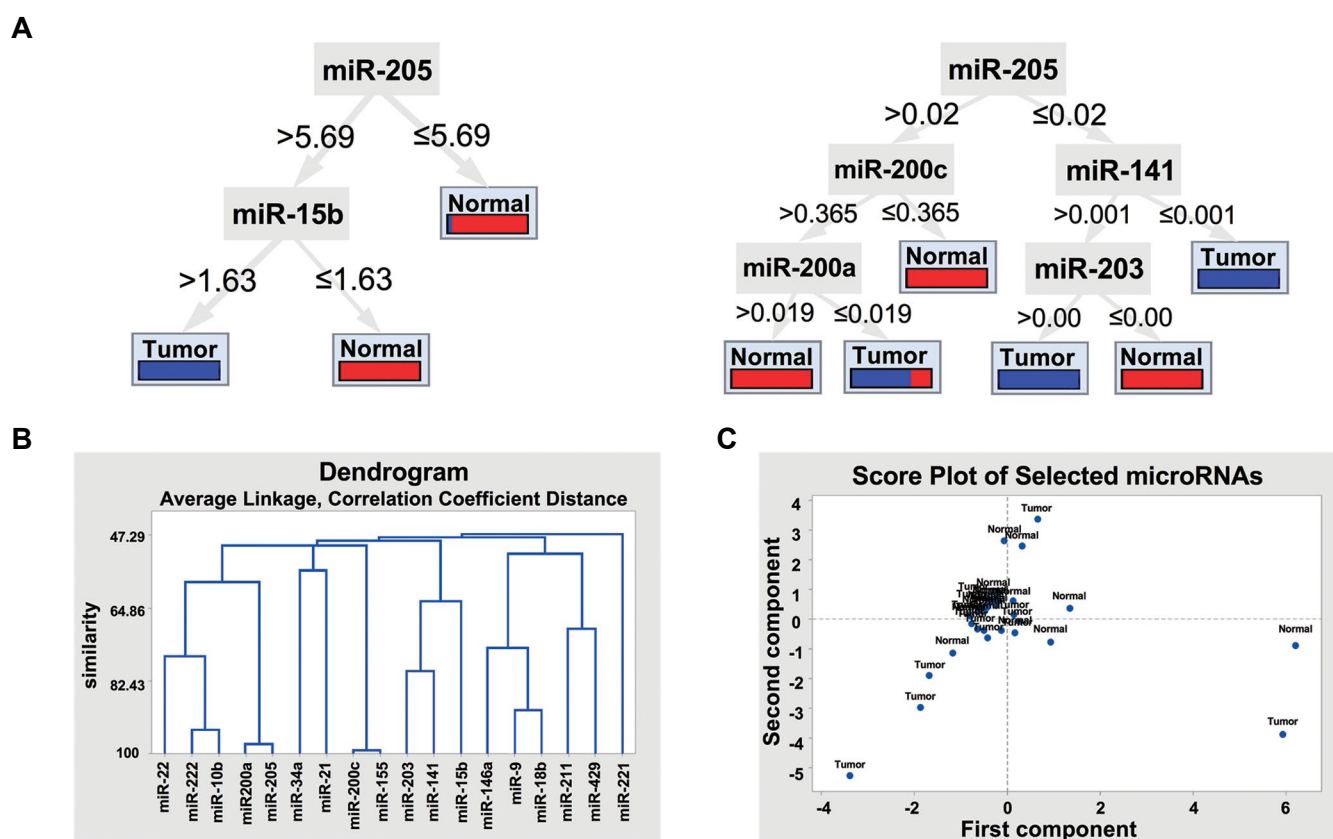 A
miR-205
>5.69 ≤5.69
miR-15b
Normal
>1.63 ≤1.63
Tumor
Normal
miR-205
>0.02 ≤0.02
miR-200c
miR-141
>0.365 ≤0.365
>0.001 ≤0.001
miR-200a
Normal
miR-203
Tumor
>0.019 ≤0.019
>0.00 ≤0.00
Normal
Tumor
Tumor
Normal
B
Dendrogram
Average Linkage, Correlation Coefficient Distance
similarity
47.29
64.86
82.43
100
miR-22
miR-222
miR-10b
miR200a
miR-205
miR-34a
miR-21
miR-200c
miR-155
miR-203
miR-141
miR-15b
miR-146a
miR-9
miR-18b
miR-211
miR-429
miR-221
C
Score Plot of Selected microRNAs
Second component
4
3
2
1
0
-1
-2
-3
-4
-5
Tumor
Normal
Normal
Normal
Normal
Normal
Tumor
Tumor
Tumor
Tumor
Normal
Normal
Normal
Tumor
Tumor
Tumor
Tumor
-4 -2 0 2 4 6
First component